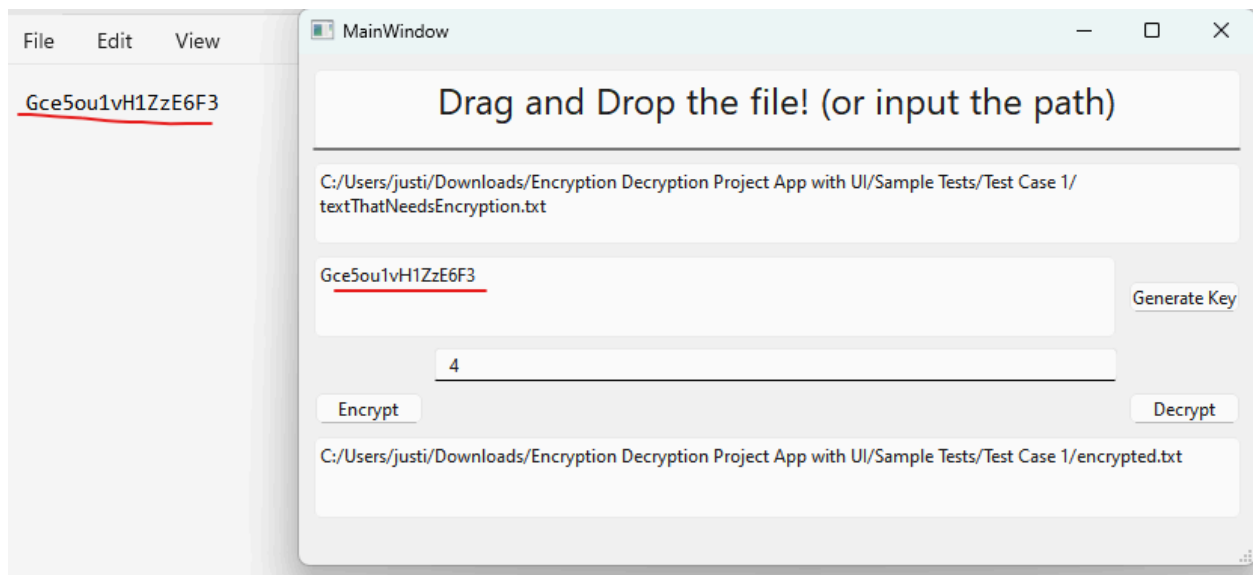 File Edit View
Gce5ou1vH1ZzE6F3
MainWindow
Drag and Drop the file! (or input the path)
C:/Users/justi/Downloads/Encryption Decryption Project App with UI/Sample Tests/Test Case 1/
textThatNeedsEncryption.txt
Gce5ou1vH1ZzE6F3
Generate Key
4
Encrypt
Decrypt
C:/Users/justi/Downloads/Encryption Decryption Project App with UI/Sample Tests/Test Case 1/encrypted.txt